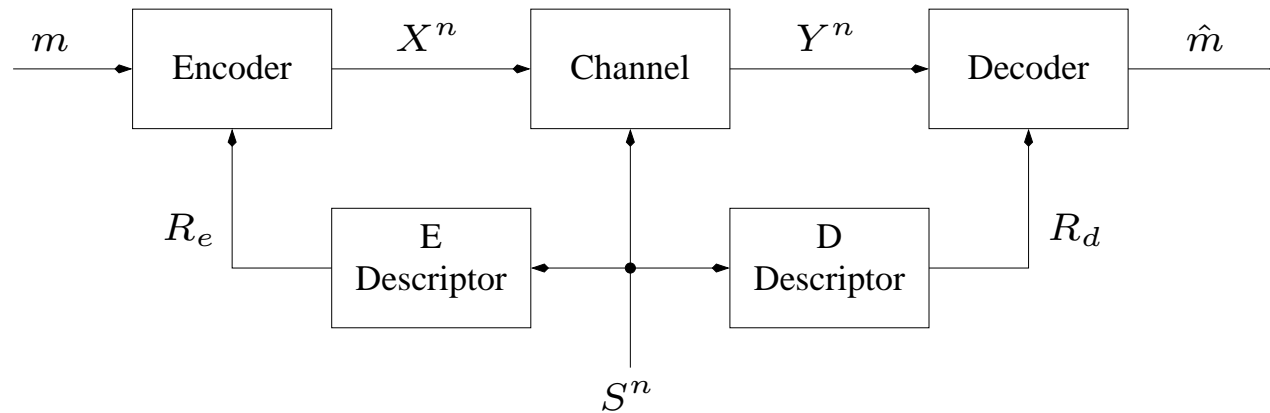 m
X^n
Y^n
m̂
Encoder
Channel
Decoder
R_e
E
Descriptor
D
Descriptor
R_d
S^n